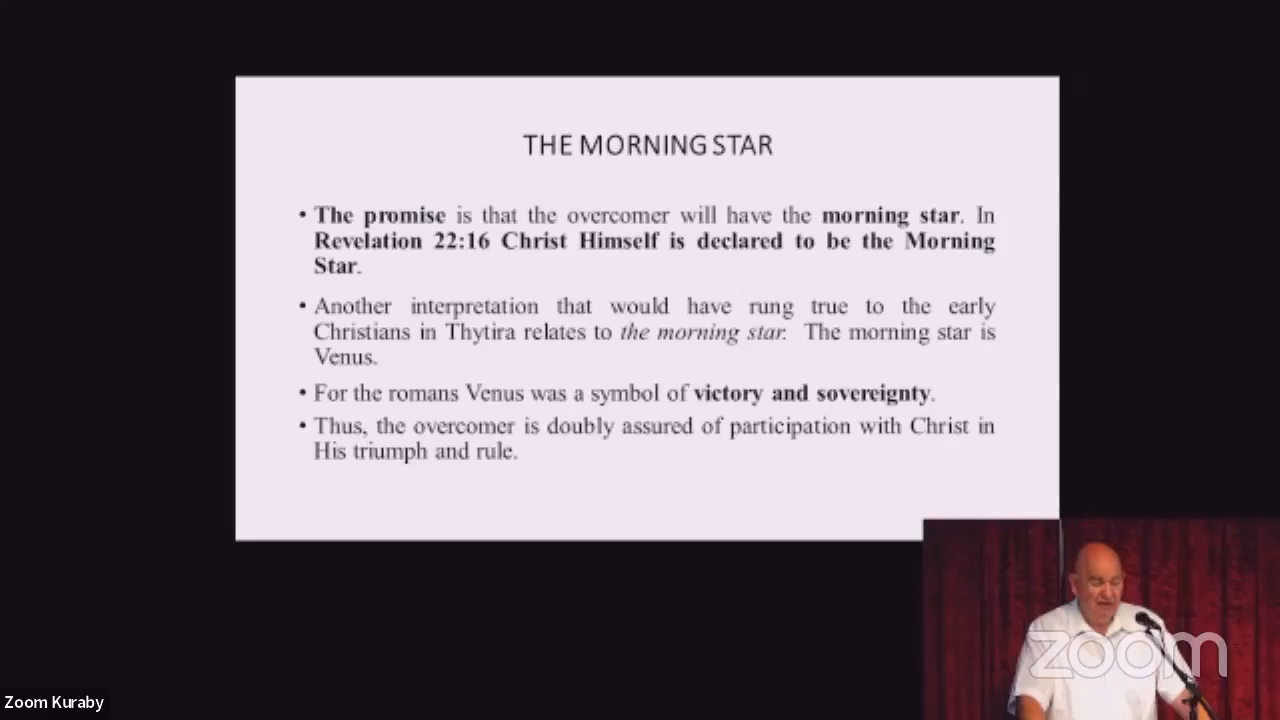 THE MORNING STAR
• The promise is that the overcomer will have the morning star. In
Revelation 22:16 Christ Himself is declared to be the Morning
Star.
• Another interpretation that would have rung true to the early
Christians in Thytira relates to the morning star. The morning star is
Venus.
• For the romans Venus was a symbol of victory and sovereignty.
• Thus, the overcomer is doubly assured of participation with Christ in
His triumph and rule.
zoom
Zoom Kuraby